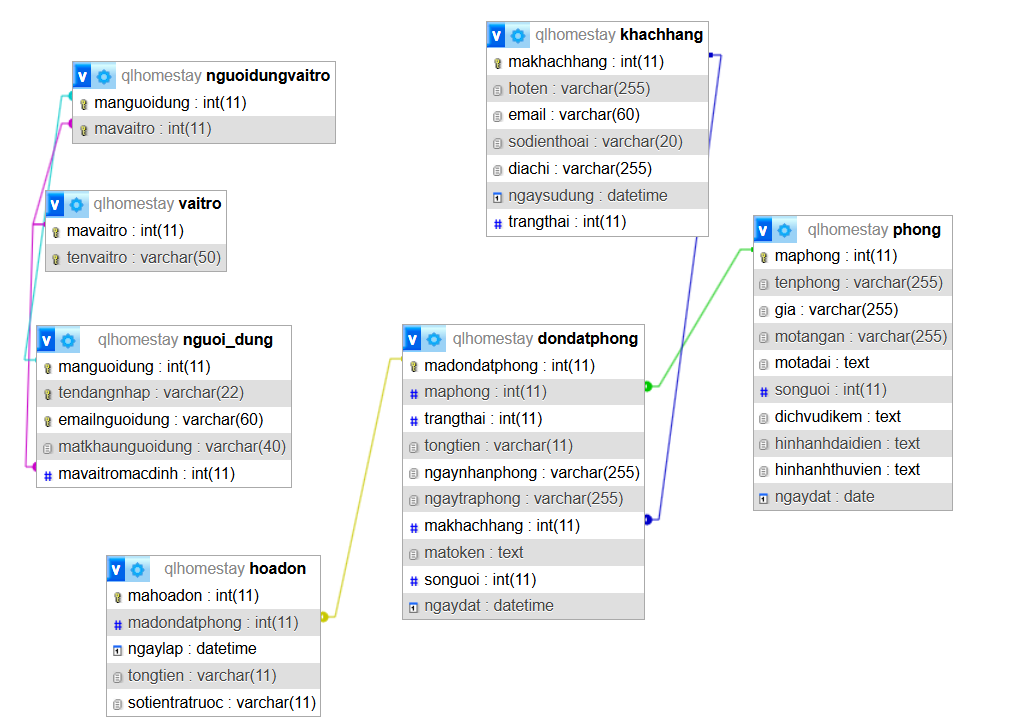 qlhomestay nguoidungvaitro
manguoidung : int(11)
mavaitro : int(11)
qlhomestay vaitro
mavaitro : int(11)
tenvaitro : varchar(50)
qlhomestay nguoi_dung
manguoidung : int(11)
tendangnhap : varchar(22)
emailnguoidung : varchar(60)
matkhaunguoidung : varchar(40)
mavaitromacdinh : int(11)
qlhomestay hoadon
mahoadon : int(11)
madondatphong : int(11)
ngaylap : datetime
tongtien : varchar(11)
sotientratruoc : varchar(11)
qlhomestay khachhang
makhachhang : int(11)
hoten : varchar(255)
email : varchar(60)
sodienthoai : varchar(20)
diachi : varchar(255)
ngaysudung : datetime
trangthai : int(11)
qlhomestay dondatphong
madondatphong : int(11)
maphong : int(11)
trangthai : int(11)
tongtien : varchar(11)
ngaynhanphong : varchar(255)
ngaytraphong : varchar(255)
makhachhang : int(11)
matoken : text
songuoi : int(11)
ngaydat : datetime
qlhomestay phong
maphong : int(11)
tenphong : varchar(255)
gia : varchar(255)
motangan : varchar(255)
motadai : text
songuoi : int(11)
dichvudikem : text
hinhanhdaidien : text
hinhanhthuvien : text
ngaydat : date